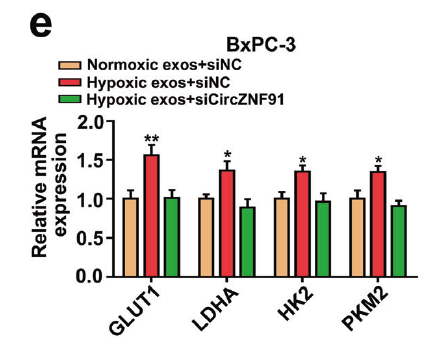 e
BxPC-3
Normoxic exos+siNC
Hypoxic exos+siNC
Hypoxic exos+siCircZNF91
Relative mRNA
expression
2.0
1.5
1.0
0.5
0.0
**
*
*
*
GLUT1
LDHA
HK2
PKM2